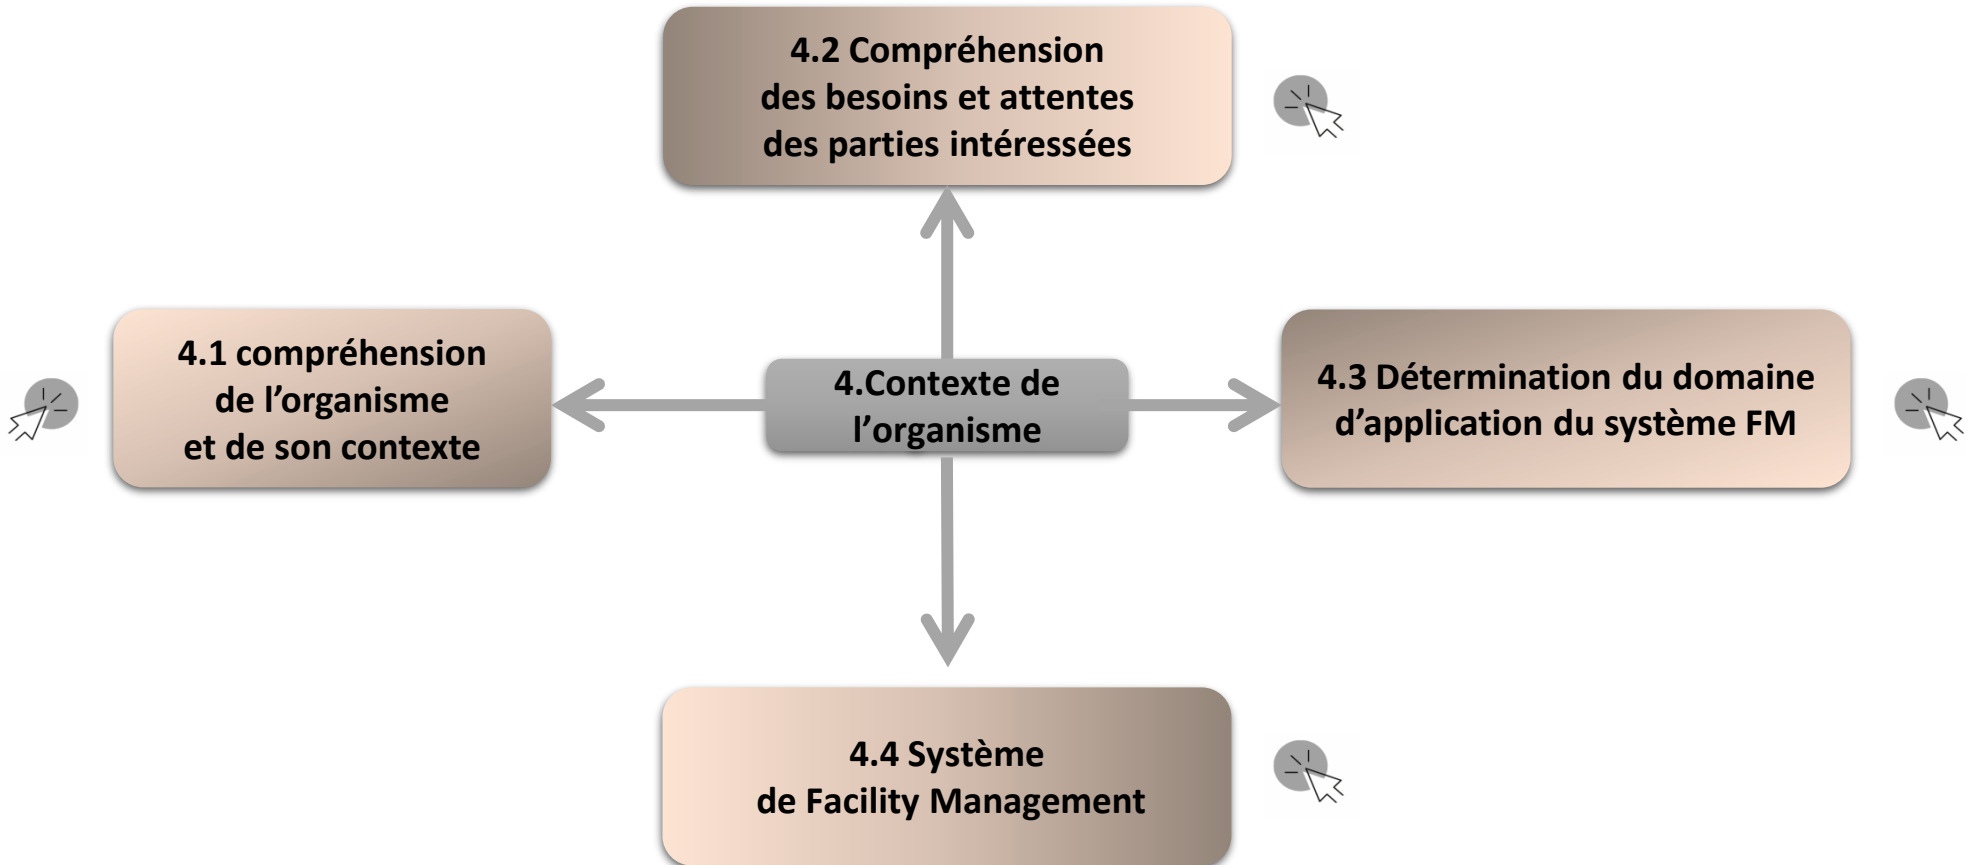 4.2 Compréhension
des besoins et attentes
des parties intéressées
4.1 compréhension
de l’organisme
et de son contexte
4.Contexte de
l’organisme
4.3 Détermination du domaine
d’application du système FM
4.4 Système
de Facility Management